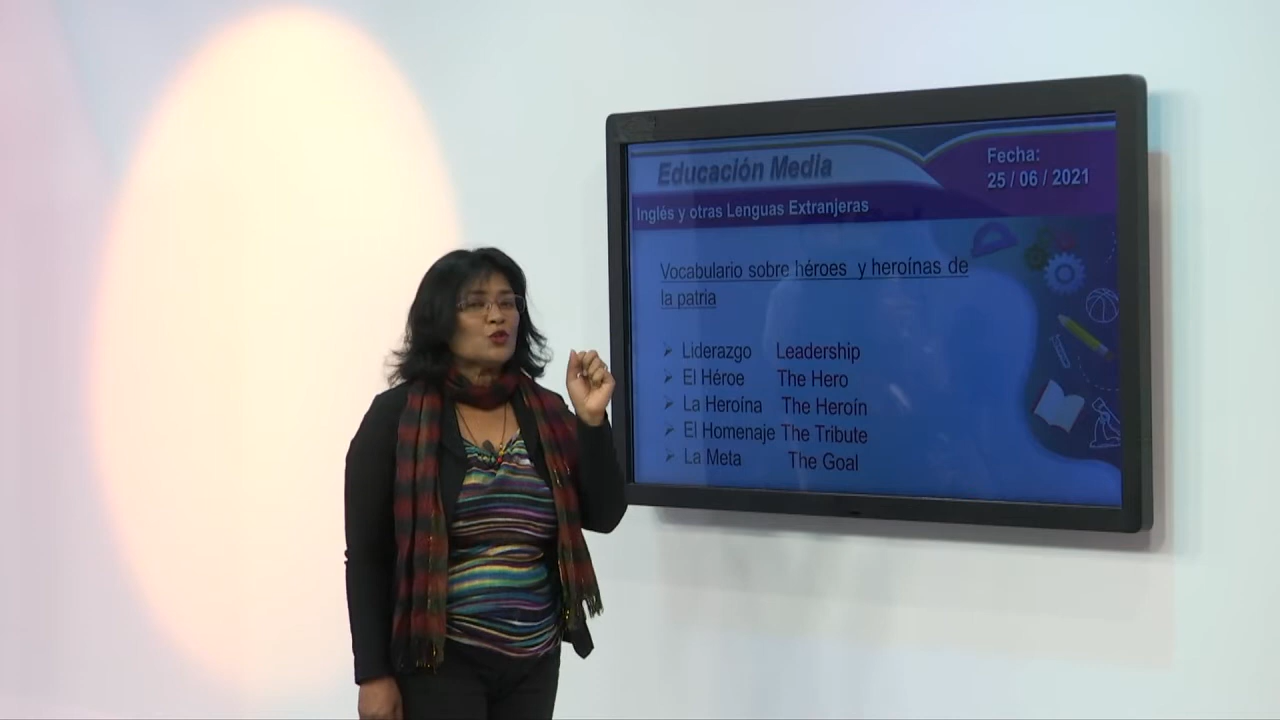 Educación Media
Fecha:
25 / 06 / 2021
Inglés y otras Lenguas Extranjeras
Vocabulario sobre héroes y heroínas de
la patria
Liderazgo Leadership
El Héroe The Hero
La Heroína The Heroín
El Homenaje The Tribute
La Meta The Goal